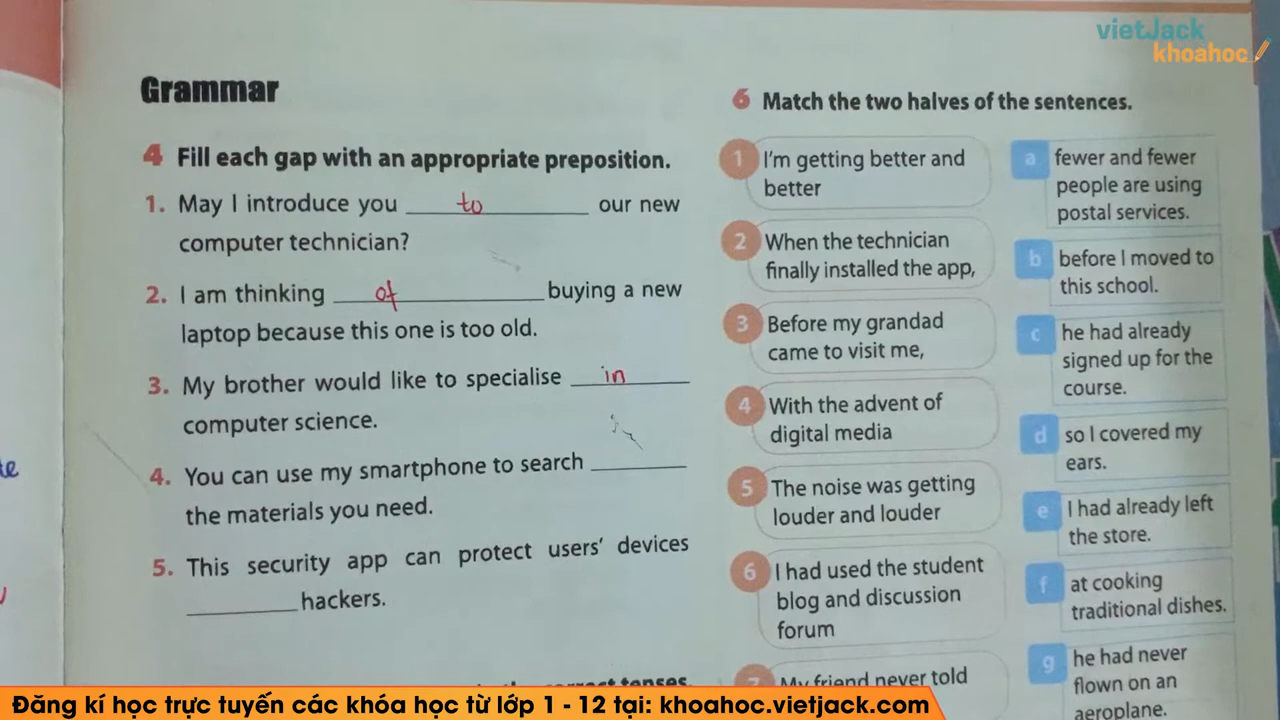 vietJack
khoahoc
Grammar
4 Fill each gap with an appropriate preposition.
1. May I introduce you to our new
computer technician?
2. I am thinking of buying a new
laptop because this one is too old.
3. My brother would like to specialise in
computer science.
4. You can use my smartphone to search ________
the materials you need.
5. This security app can protect users' devices
________ hackers.
tenses.
6 Match the two halves of the sentences.
1 I'm getting better and
better
2 When the technician
finally installed the app,
3 Before my grandad
came to visit me,
4 With the advent of
digital media
5 The noise was getting
louder and louder
6 I had used the student
blog and discussion
forum
7 My friend never told
a fewer and fewer
people are using
postal services.
b before I moved to
this school.
c he had already
signed up for the
course.
d so I covered my
ears.
e I had already left
the store.
f at cooking
traditional dishes.
g he had never
flown on an
aeroplane.
Đăng kí học trực tuyến các khóa học từ lớp 1 - 12 tại: khoahoc.vietjack.com